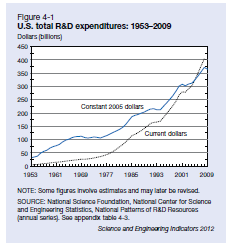 Figure 4-1
U.S. total R&D expenditures: 1953–2009
Dollars (billions)
450
400
350
300
250
200
150
100
50
0
Constant 2005 dollars
Current dollars
1953 1961 1969 1977 1985 1993 2001 2009
NOTE: Some figures involve estimates and may later be revised.
SOURCE: National Science Foundation, National Center for Science
and Engineering Statistics, National Patterns of R&D Resources
(annual series). See appendix table 4-3.
Science and Engineering Indicators 2012